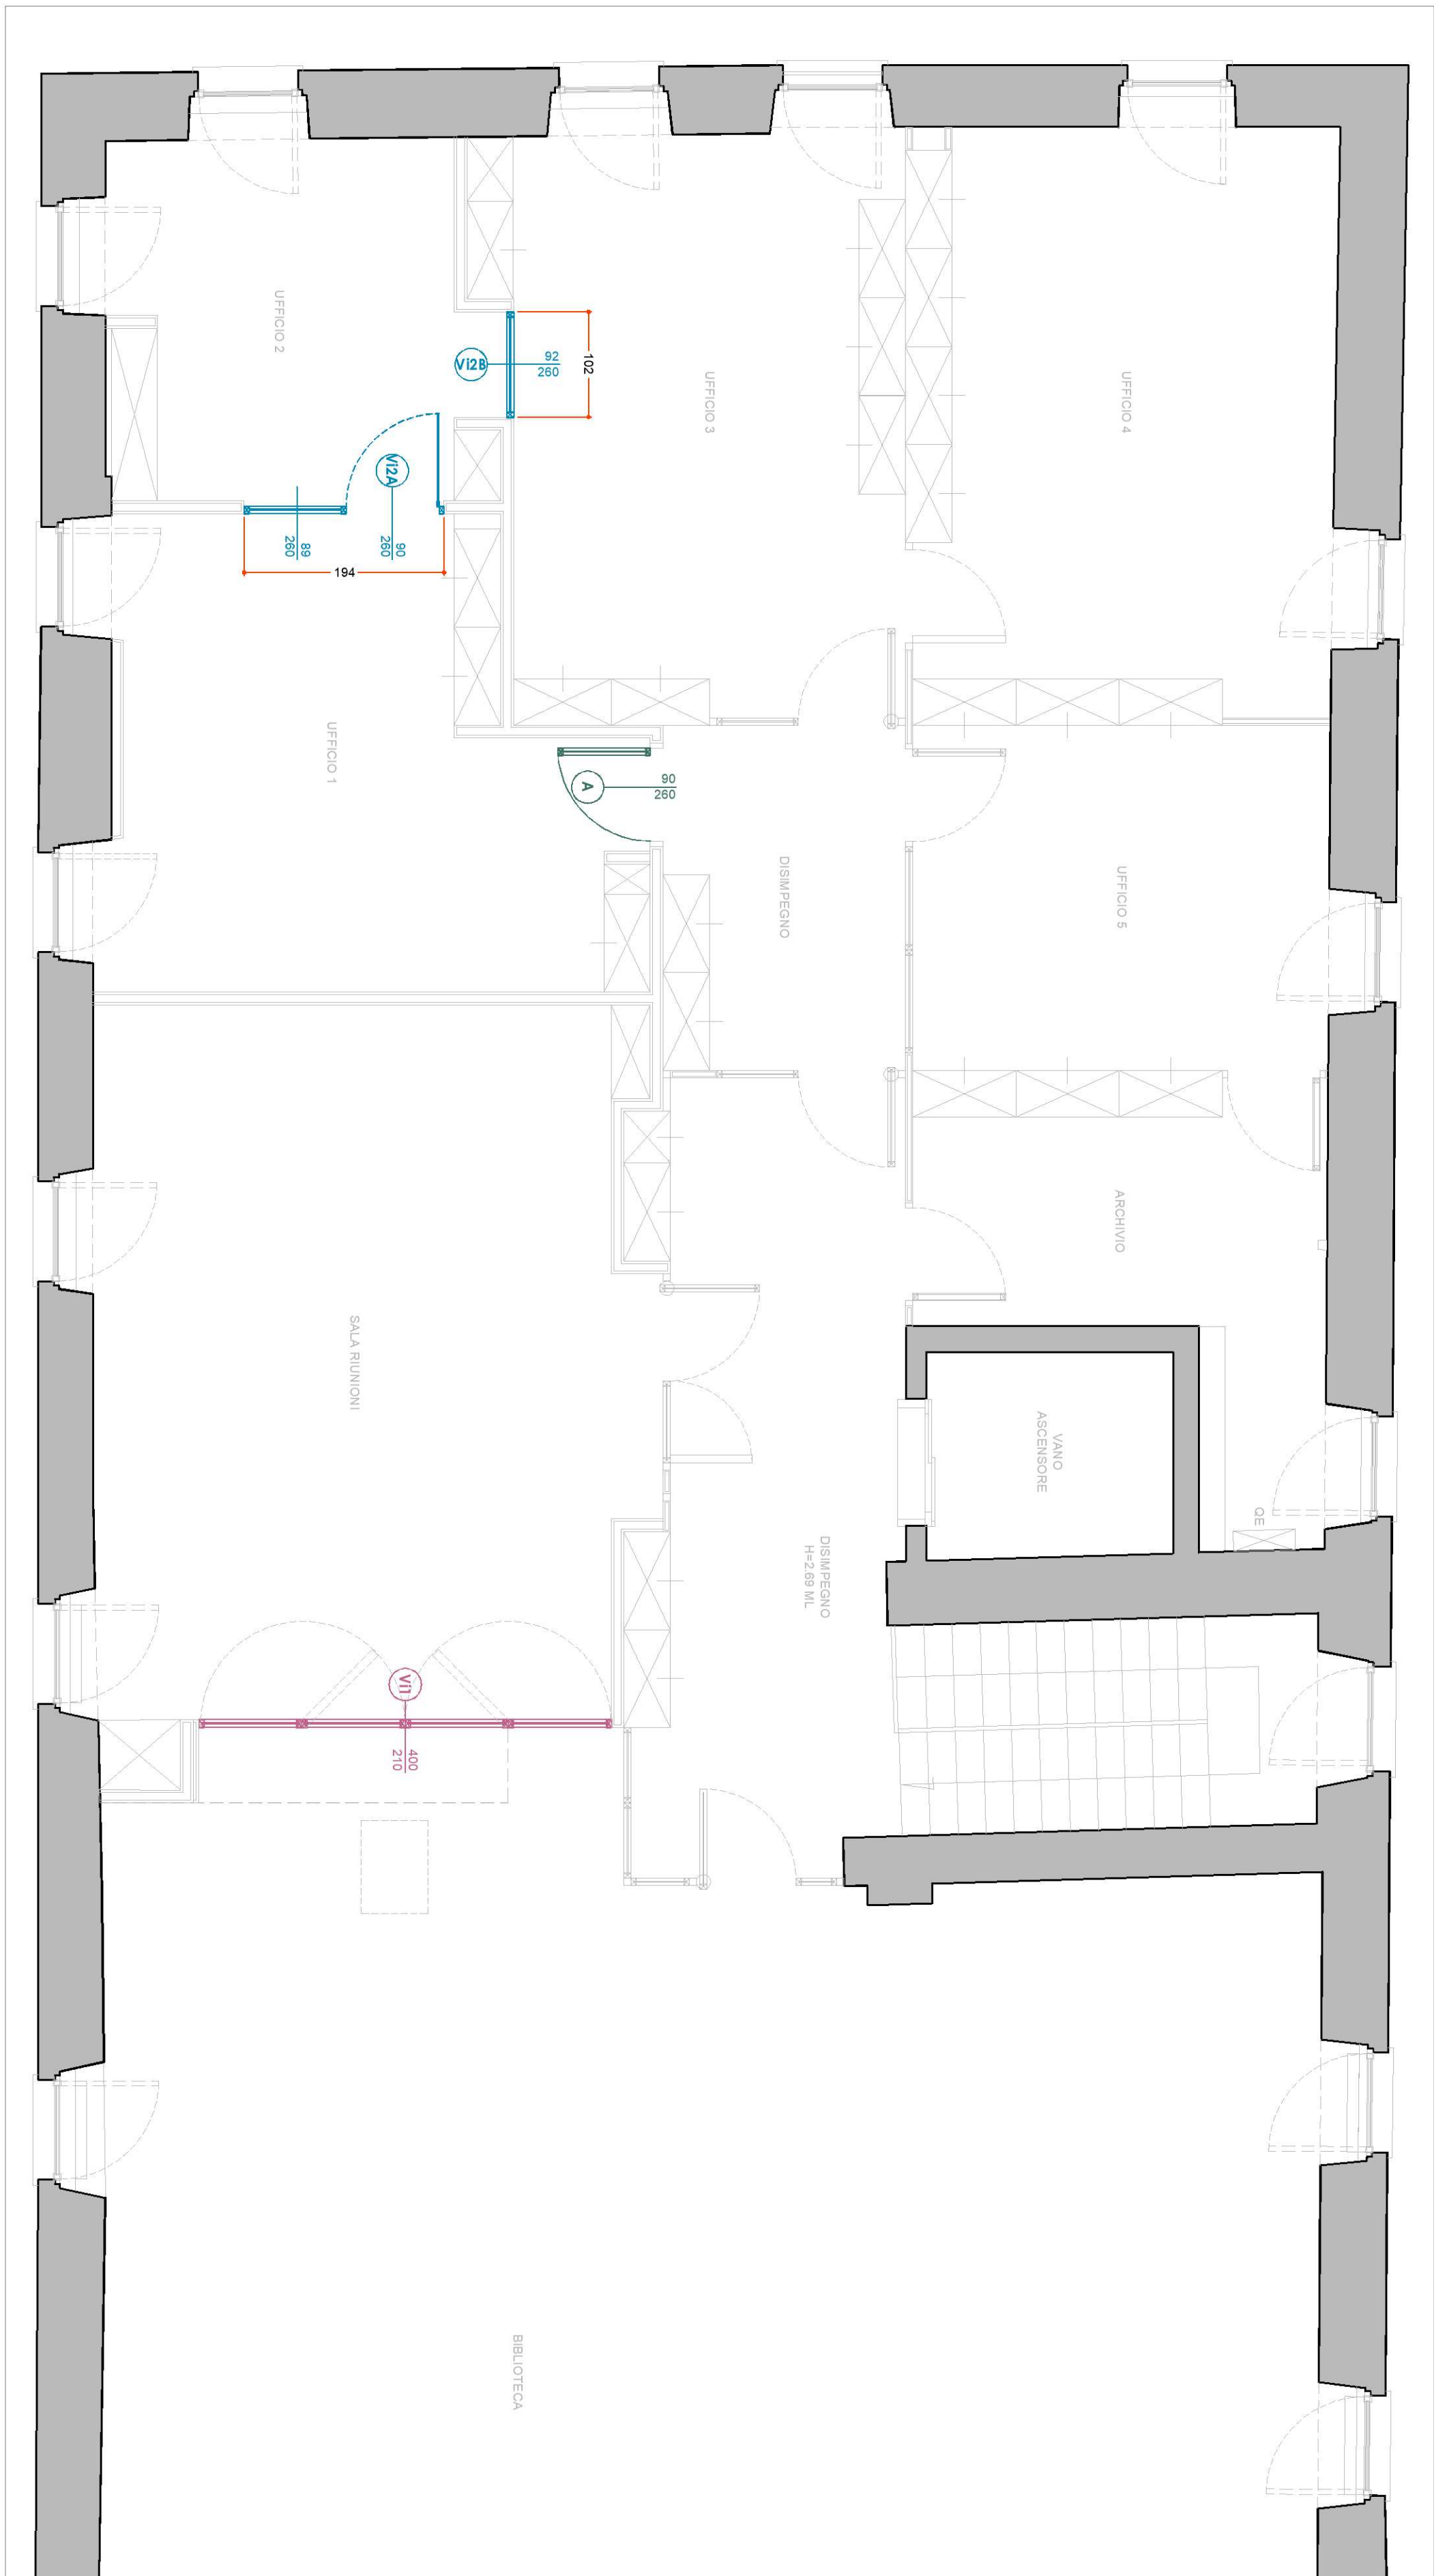 UFFICIO 2
Vi2B
92
260
102
UFFICIO 3
UFFICIO 4
Vi2A
90
260
89
260
194
UFFICIO 1
A
90
260
DISIMPEGNO
UFFICIO 5
ARCHIVIO
SALA RIUNIONI
VANO
ASCENSORE
QE
DISIMPEGNO
H=2.69 ML
Vi1
400
210
BIBLIOTECA